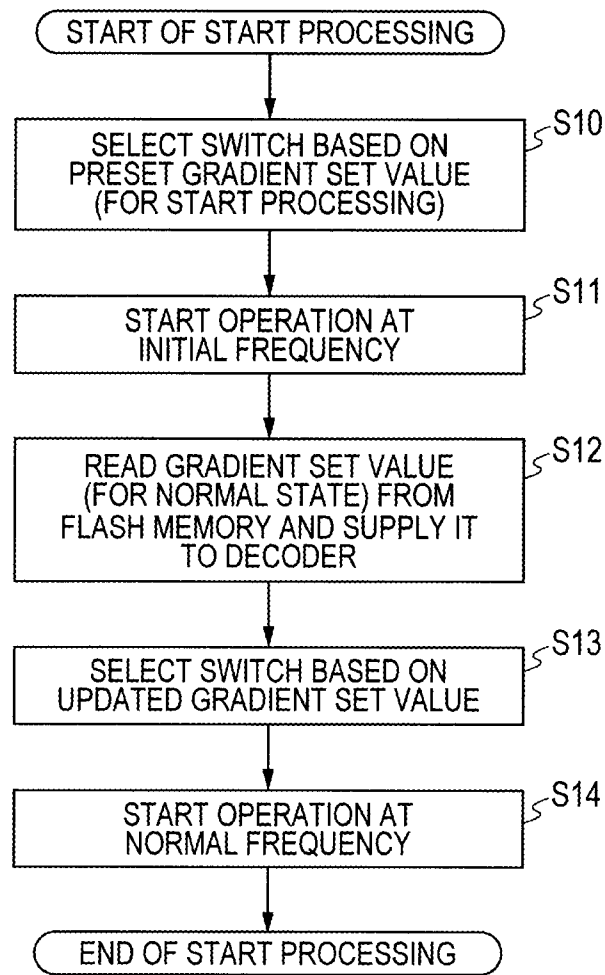 START OF START PROCESSING
S10
SELECT SWITCH BASED ON
PRESET GRADIENT SET VALUE
(FOR START PROCESSING)
S11
START OPERATION AT
INITIAL FREQUENCY
S12
READ GRADIENT SET VALUE
(FOR NORMAL STATE) FROM
FLASH MEMORY AND SUPPLY IT
TO DECODER
S13
SELECT SWITCH BASED ON
UPDATED GRADIENT SET VALUE
S14
START OPERATION AT
NORMAL FREQUENCY
END OF START PROCESSING